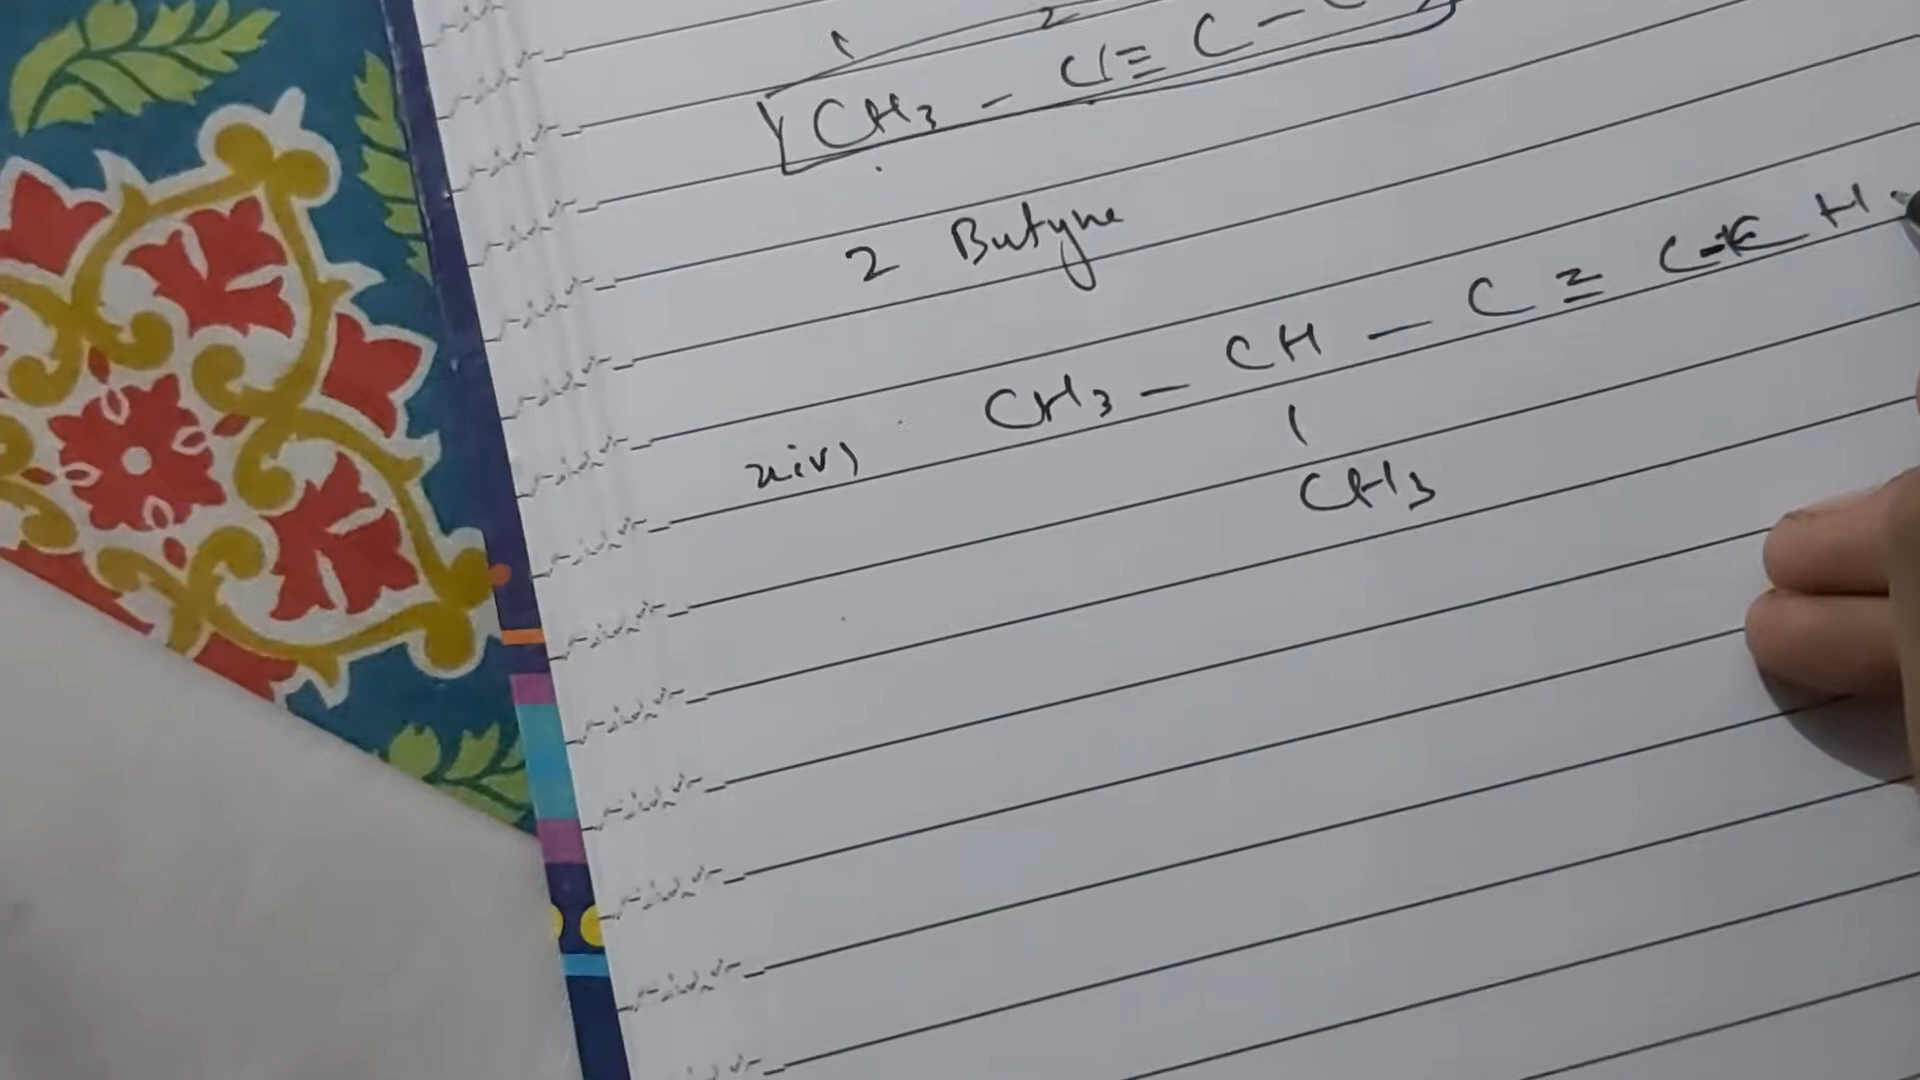 1 2
CH3 - C ≡ C -
2 Butyne
xiv) CH3 - CH - C ≡ C - C H
|
CH3